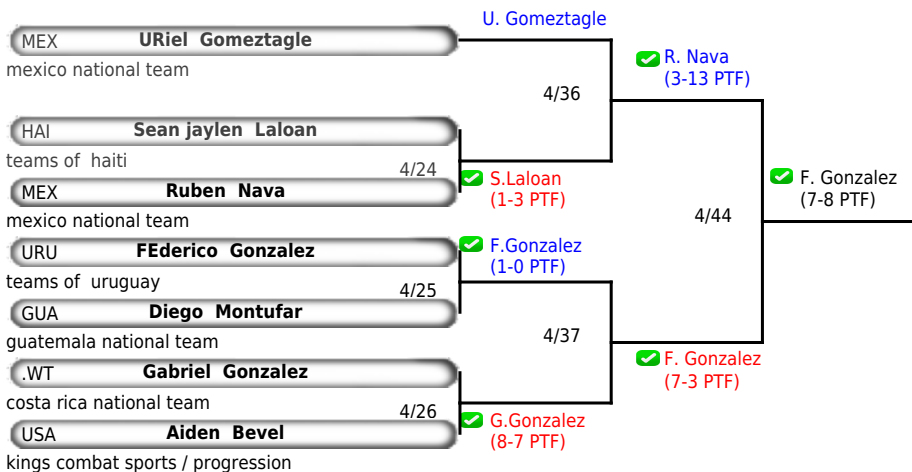 U. Gomeztagle
MEX URiel Gomeztagle
mexico national team
R. Nava
(3-13 PTF)
4/36
HAI Sean jaylen Laloan
teams of haiti
4/24
S.Laloan
(1-3 PTF)
MEX Ruben Nava
mexico national team
F. Gonzalez
(7-8 PTF)
4/44
URU FEderico Gonzalez
teams of uruguay
F.Gonzalez
(1-0 PTF)
4/25
GUA Diego Montufar
guatemala national team
4/37
F. Gonzalez
(7-3 PTF)
.WT Gabriel Gonzalez
costa rica national team
4/26
G.Gonzalez
(8-7 PTF)
USA Aiden Bevel
kings combat sports / progression